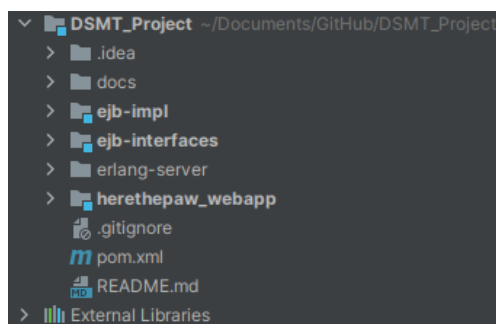 DSMT_Project ~/Documents/GitHub/DSMT_Project
.idea
docs
ejb-impl
ejb-interfaces
erlang-server
herethepaw_webapp
.gitignore
m pom.xml
MD README.md
External Libraries